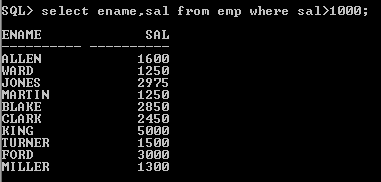 SQL> select ename,sal from emp where sal>1000;
ENAME             SAL
---------- ----------
ALLEN            1600
WARD             1250
JONES            2975
MARTIN           1250
BLAKE            2850
CLARK            2450
KING             5000
TURNER           1500
FORD             3000
MILLER           1300